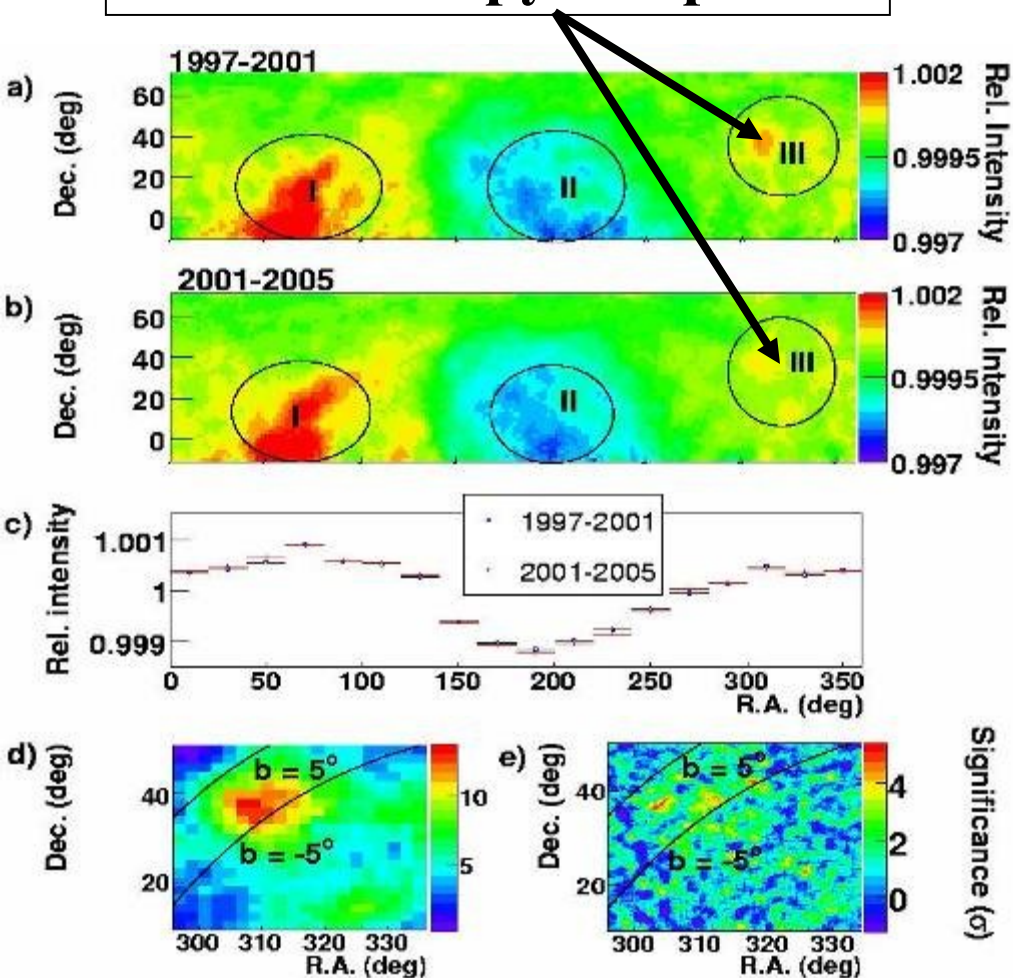 1997-2001
a)
Dec. (deg)
60
40
20
0
I
II
III
1.002
0.9995
0.997
Rel. Intensity
2001-2005
b)
Dec. (deg)
60
40
20
0
I
II
III
1.002
0.9995
0.997
Rel. Intensity
c)
Rel. intensity
1.001
1
0.999
1997-2001
2001-2005
0 50 100 150 200 250 300 350
R.A. (deg)
d)
Dec. (deg)
40
20
b = 5°
b = -5°
10
5
300 310 320 330
R.A. (deg)
e)
Dec. (deg)
40
20
b = 5°
b = -5°
4
2
0
Significance (σ)
300 310 320 330
R.A. (deg)